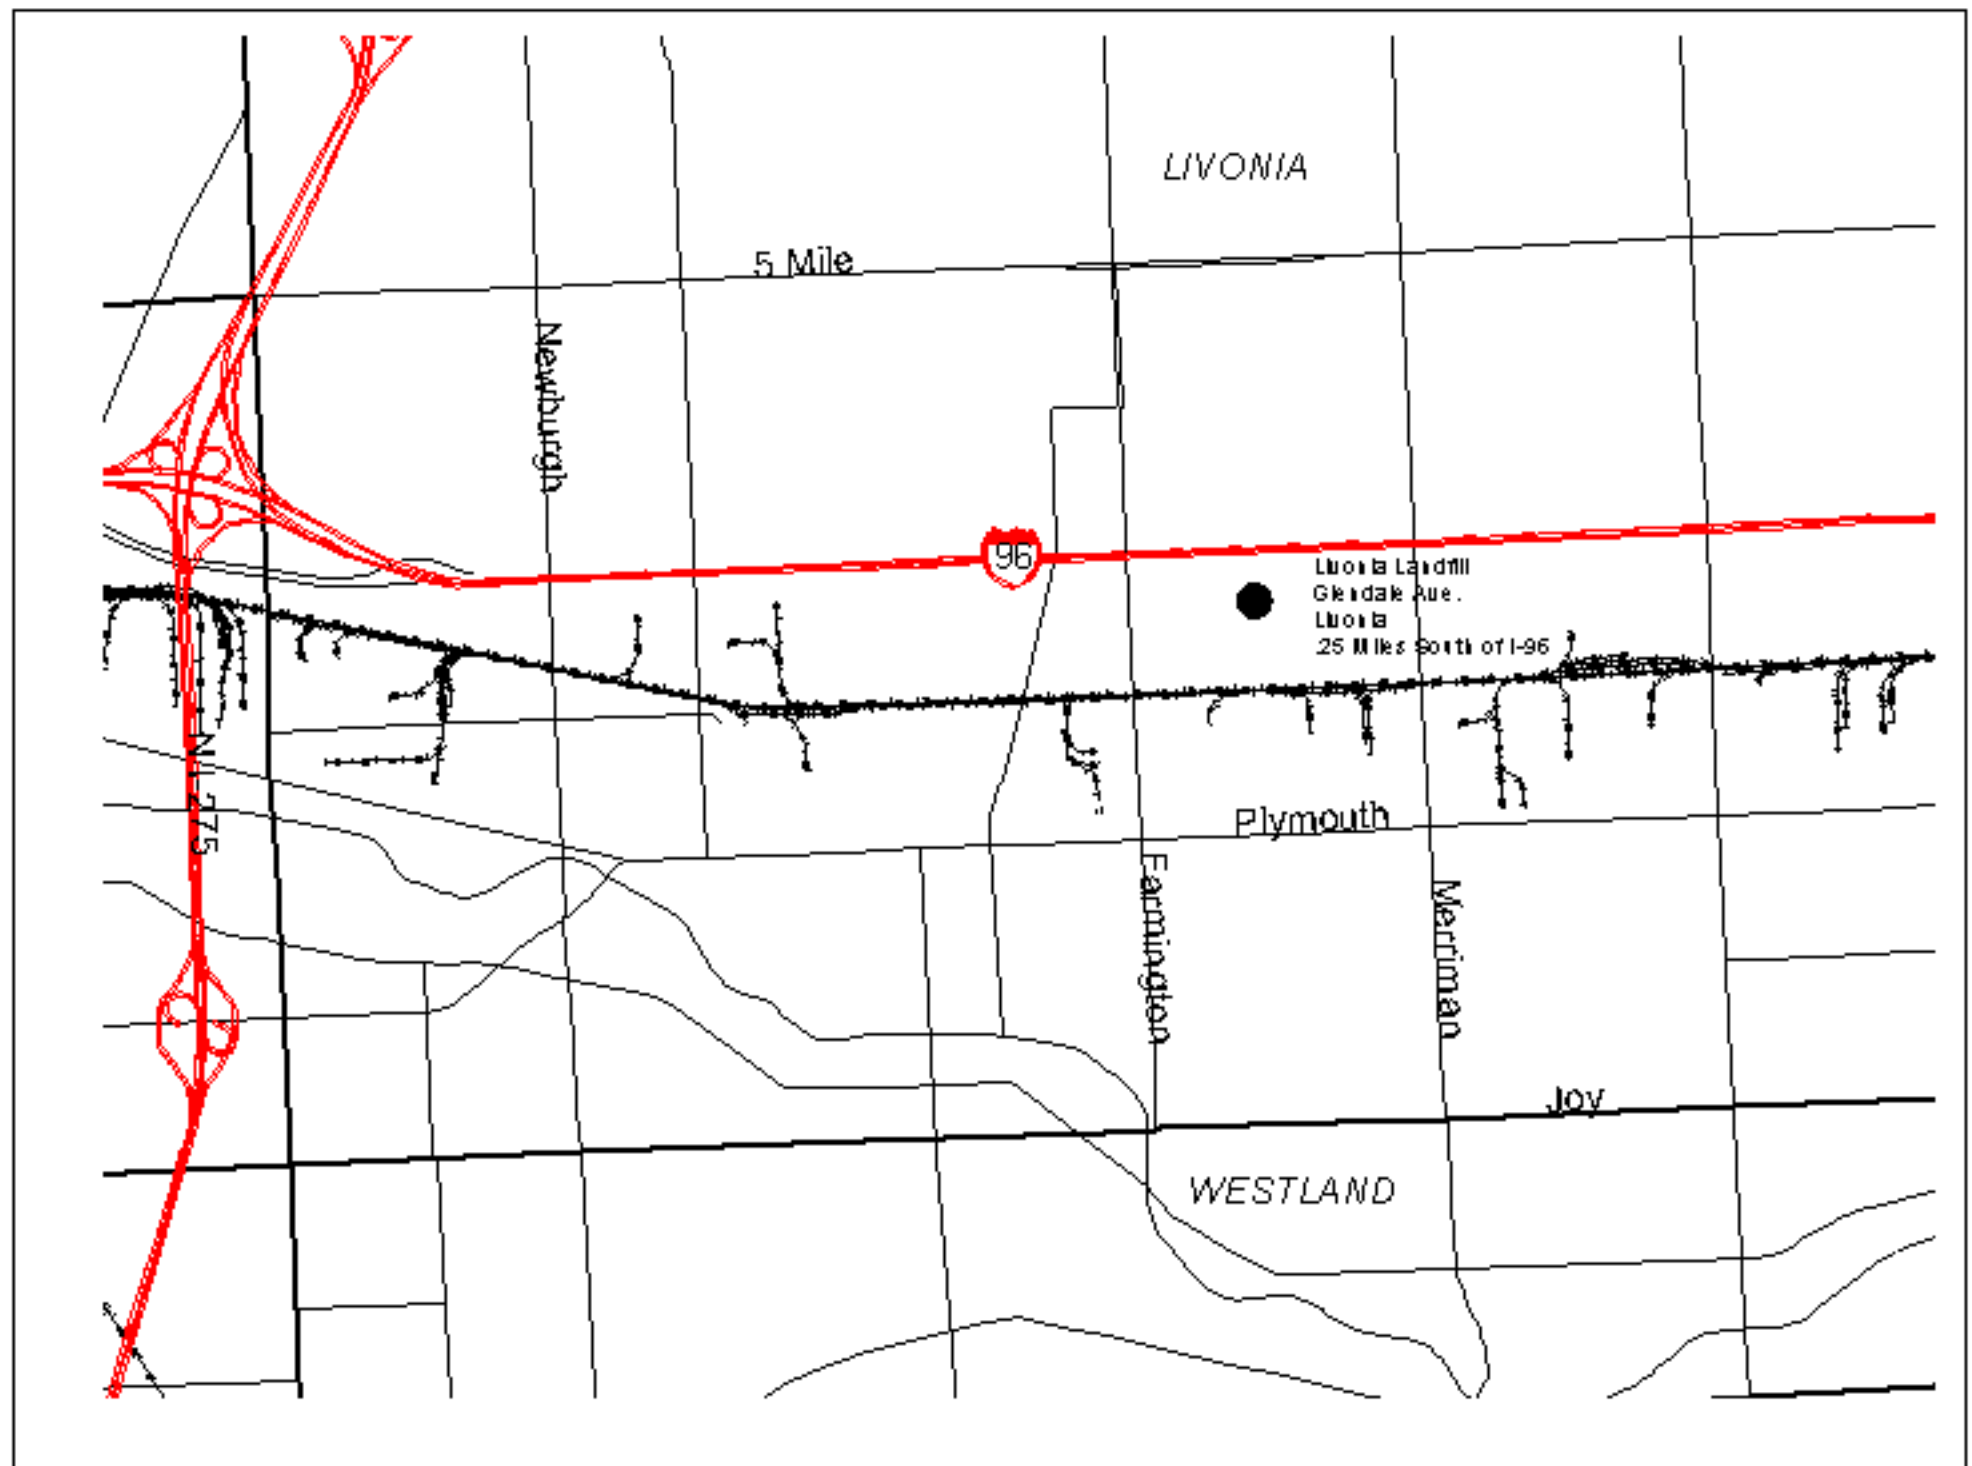 LIVONIA
5 Mile
Newburgh
96
Livonia Landfill
Glendale Ave.
Livonia
.25 Miles South of I-96
275
Plymouth
Farmington
Merriman
Joy
WESTLAND